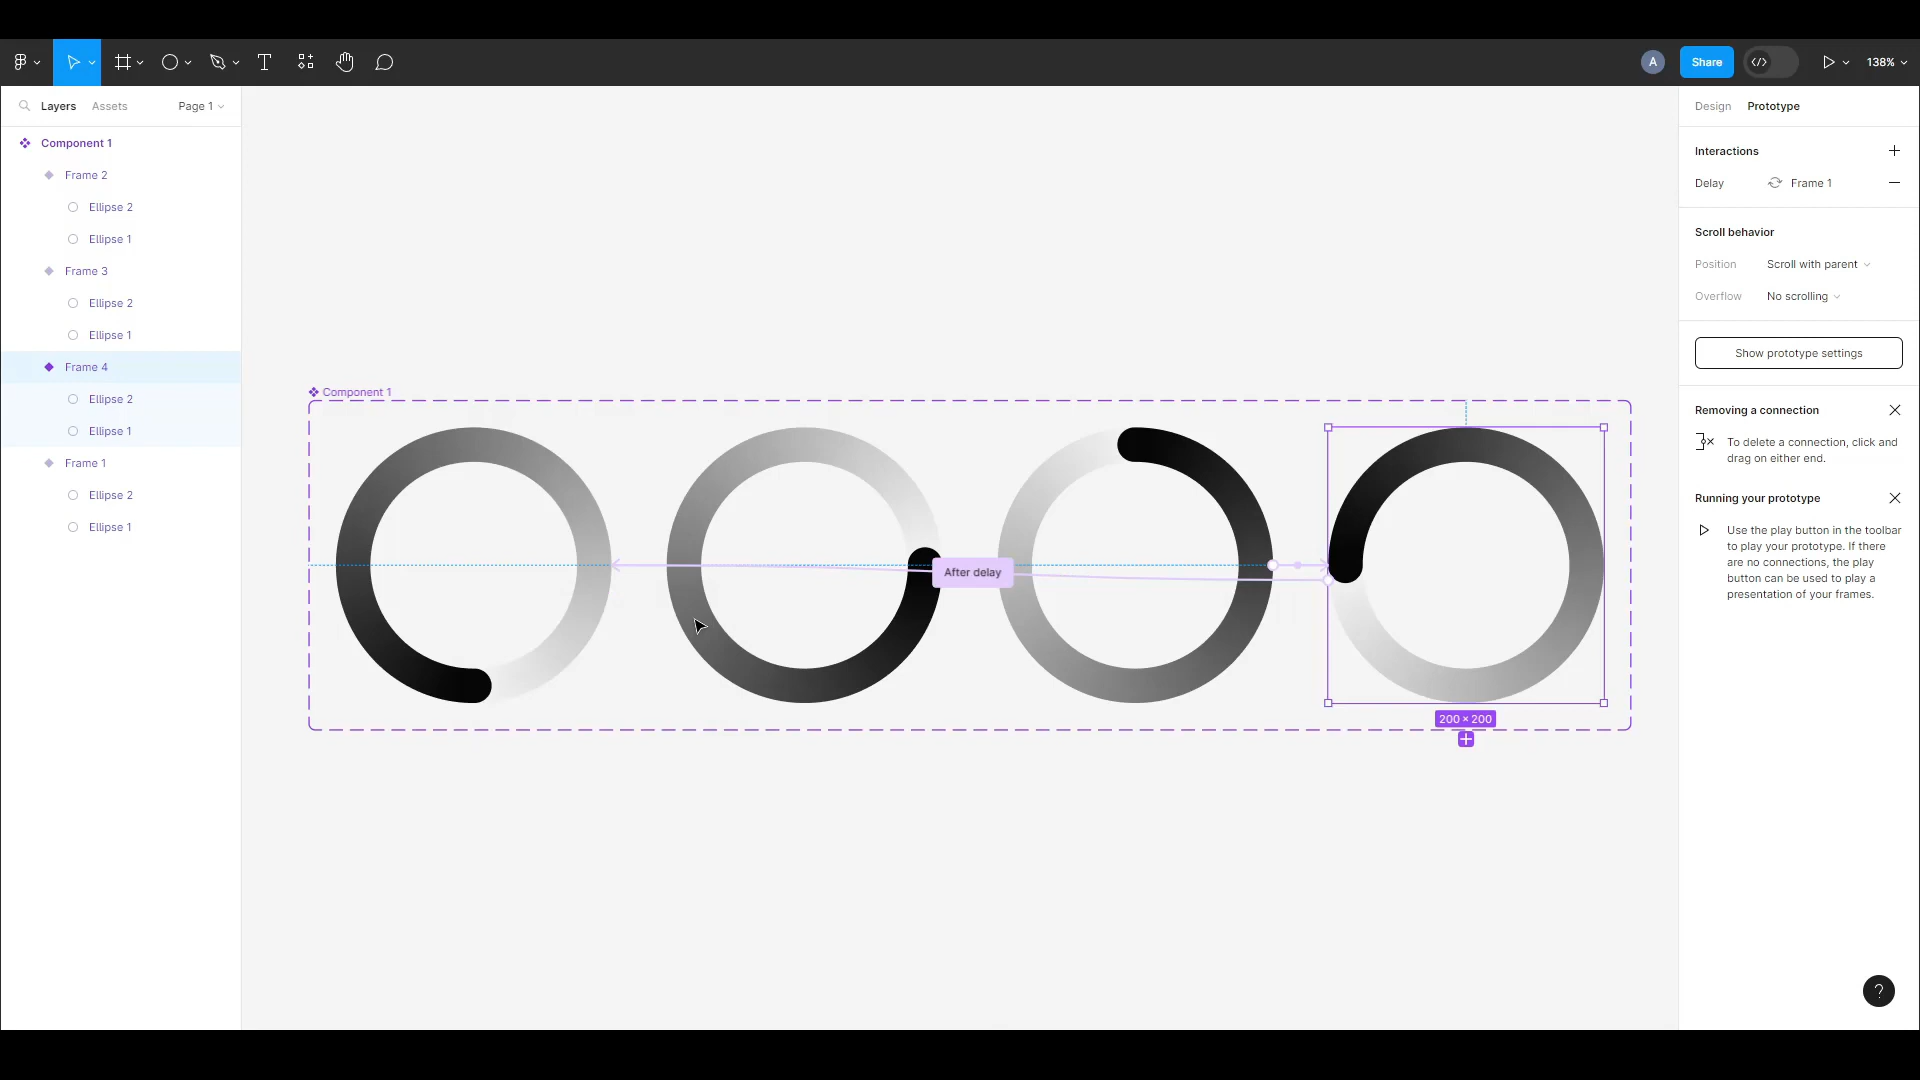 A
Share
138%
Layers
Assets
Page 1
Component 1
Frame 2
Ellipse 2
Ellipse 1
Frame 3
Ellipse 2
Ellipse 1
Frame 4
Ellipse 2
Ellipse 1
Frame 1
Ellipse 2
Ellipse 1
Component 1
After delay
200 × 200
Design
Prototype
Interactions
Delay
Frame 1
Scroll behavior
Position
Scroll with parent
Overflow
No scrolling
Show prototype settings
Removing a connection
To delete a connection, click and
drag on either end.
Running your prototype
Use the play button in the toolbar
to play your prototype. If there
are no connections, the play
button can be used to play a
presentation of your frames.
?